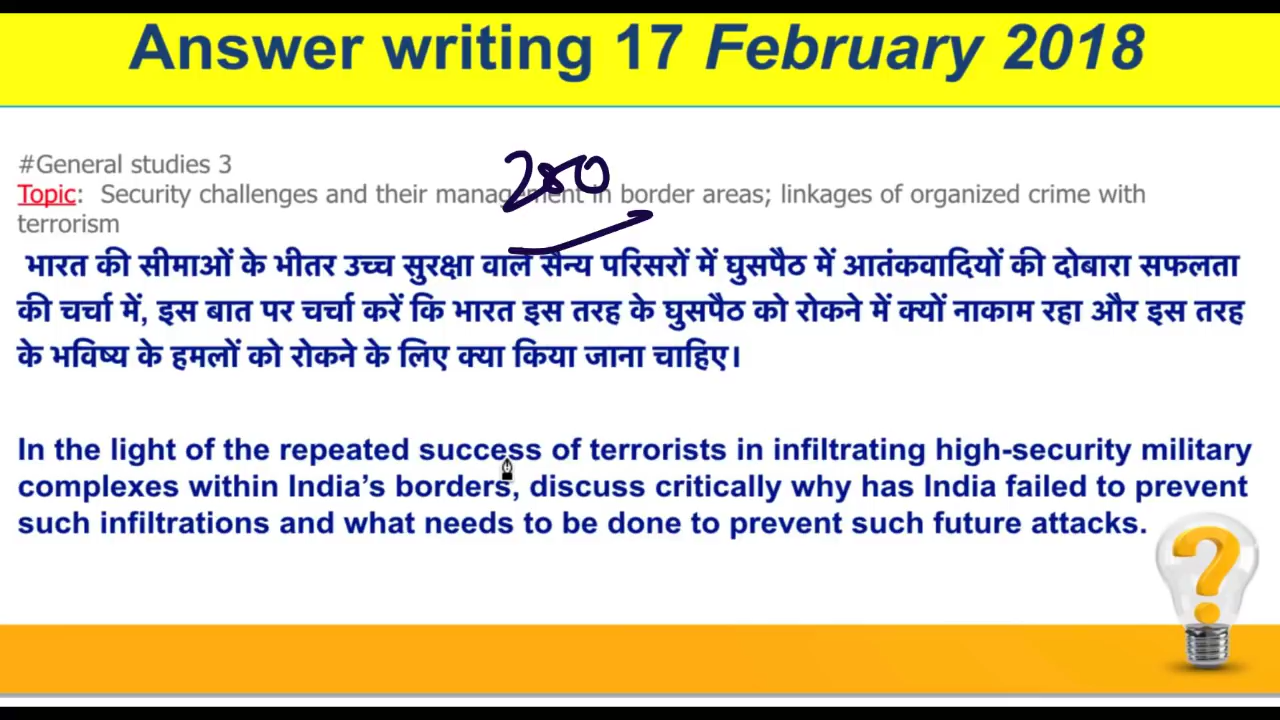 Answer writing 17 February 2018
#General studies 3
280
Topic: Security challenges and their management in border areas; linkages of organized crime with
terrorism
भारत की सीमाओं के भीतर उच्च सुरक्षा वाले सैन्य परिसरों में घुसपैठ में आतंकवादियों की दोबारा सफलता
की चर्चा में, इस बात पर चर्चा करें कि भारत इस तरह के घुसपैठ को रोकने में क्यों नाकाम रहा और इस तरह
के भविष्य के हमलों को रोकने के लिए क्या किया जाना चाहिए।
In the light of the repeated success of terrorists in infiltrating high-security military
complexes within India’s borders, discuss critically why has India failed to prevent
such infiltrations and what needs to be done to prevent such future attacks.
?